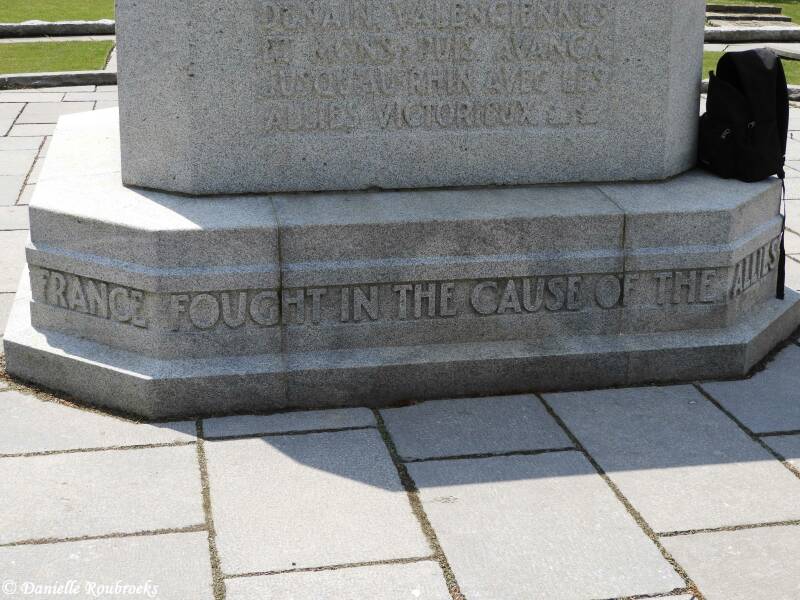 DENAIN, VALENCIENNES
ET MONS; PUIS AVANÇA
JUSQU'AU RHIN AVEC LES
ALLIÉS VICTORIEUX
FRANCE FOUGHT IN THE CAUSE OF THE ALLIES
© Danielle Roubroeks